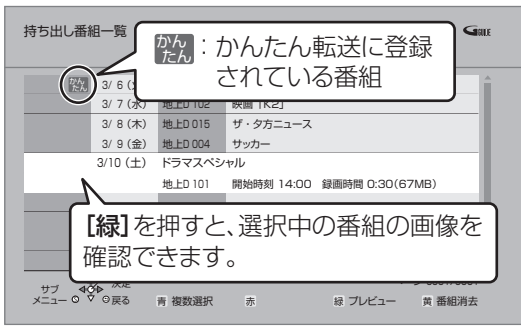 持ち出し番組一覧
GUIDE
かんたん：かんたん転送に登録
されている番組
かんたん 3/ 6
3/ 7 (水) 地上D 102 映画「K2」
3/ 8 (木) 地上D 015 ザ・夕方ニュース
3/ 9 (金) 地上D 004 サッカー
3/10 (土) ドラマスペシャル
地上D 101 開始時刻 14:00 録画時間 0:30(67MB)
[緑]を押すと、選択中の番組の画像を
確認できます。
サブ
メニュー 戻る 青 複数選択 赤 緑 プレビュー 黄 番組消去